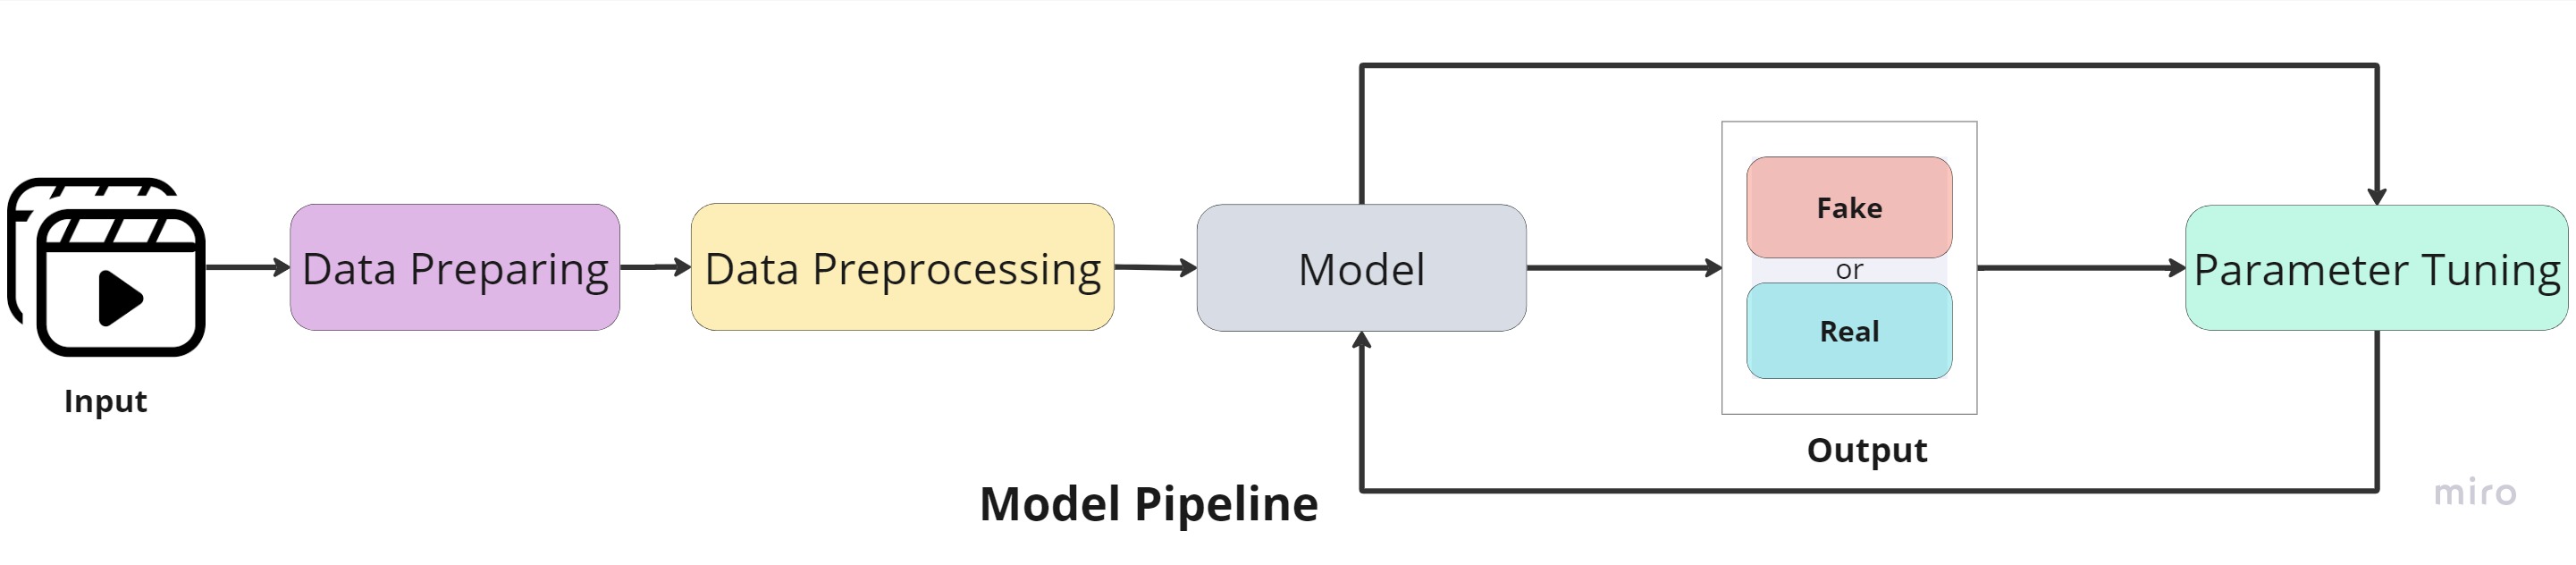 Input
Data Preparing
Data Preprocessing
Model
Fake
or
Real
Output
Parameter Tuning
Model Pipeline
miro